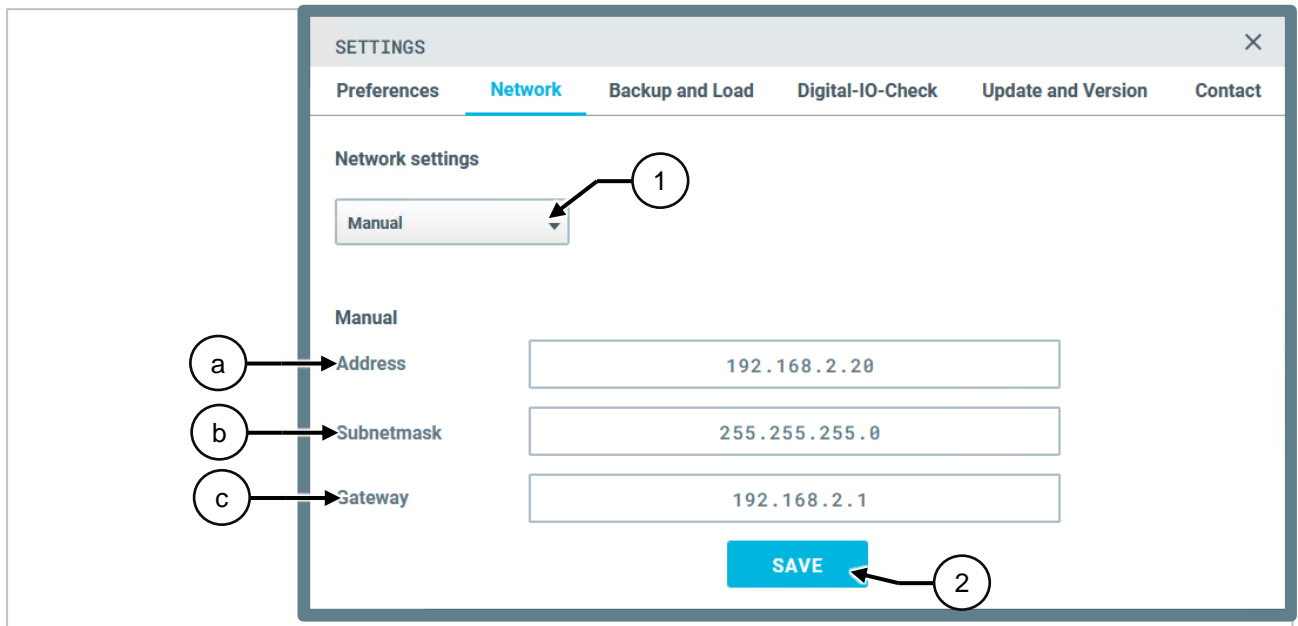 SETTINGS
Preferences Network Backup and Load Digital-IO-Check Update and Version Contact
Network settings
1
Manual
Manual
a Address 192.168.2.20
b Subnetmask 255.255.255.0
c Gateway 192.168.2.1
SAVE
2